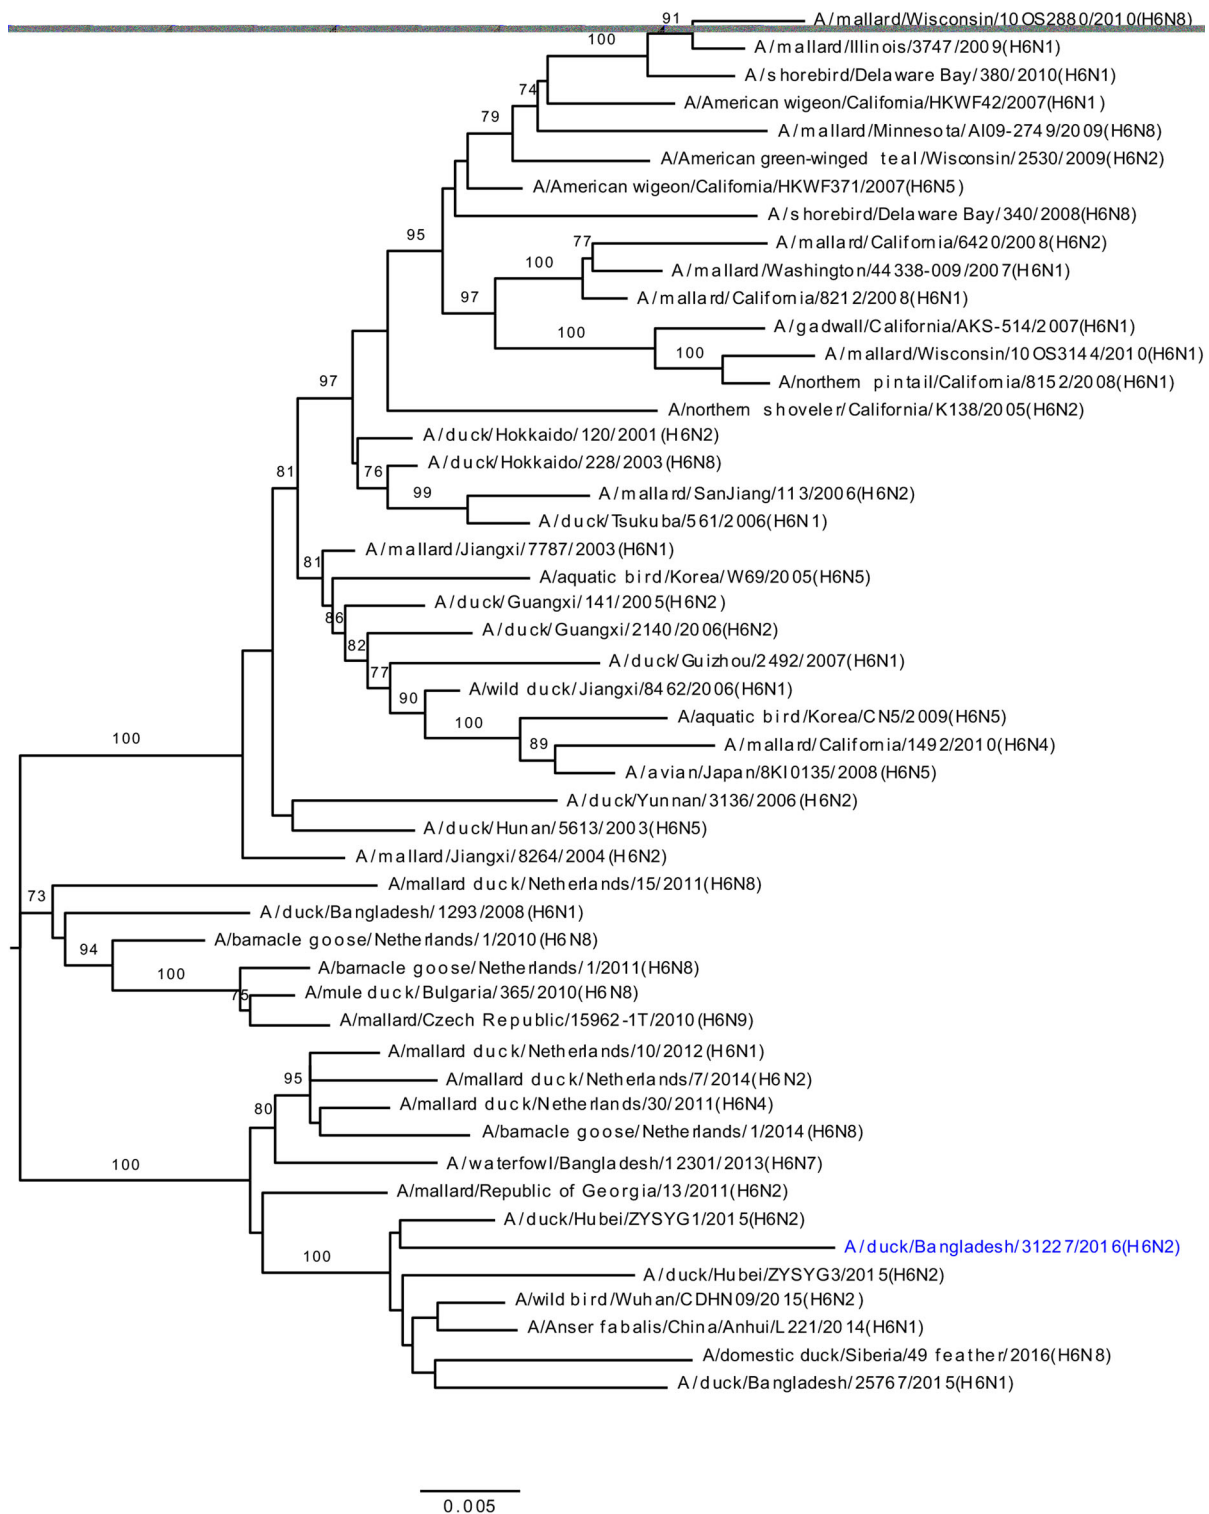 91
A/mallard/Wisconsin/10OS2880/2010(H6N8)
100
A/mallard/Illinois/3747/2009(H6N1)
A/shorebird/Delaware Bay/380/2010(H6N1)
74
A/American wigeon/California/HKWF42/2007(H6N1)
79
A/mallard/Minnesota/AI09-2749/2009(H6N8)
A/American green-winged teal/Wisconsin/2530/2009(H6N2)
A/American wigeon/California/HKWF371/2007(H6N5)
A/shorebird/Delaware Bay/340/2008(H6N8)
95
77
A/mallard/California/6420/2008(H6N2)
100
A/mallard/Washington/44338-009/2007(H6N1)
97
A/mallard/California/8212/2008(H6N1)
100
A/gadwall/California/AKS-514/2007(H6N1)
100
A/mallard/Wisconsin/10OS3144/2010(H6N1)
97
A/northern pintail/California/8152/2008(H6N1)
A/northern shoveler/California/K138/2005(H6N2)
A/duck/Hokkaido/120/2001(H6N2)
81
76
A/duck/Hokkaido/228/2003(H6N8)
99
A/mallard/SanJiang/113/2006(H6N2)
A/duck/Tsukuba/561/2006(H6N1)
81
A/mallard/Jiangxi/7787/2003(H6N1)
A/aquatic bird/Korea/W69/2005(H6N5)
86
A/duck/Guangxi/141/2005(H6N2)
82
A/duck/Guangxi/2140/2006(H6N2)
77
A/duck/Guizhou/2492/2007(H6N1)
90
A/wild duck/Jiangxi/8462/2006(H6N1)
100
A/aquatic bird/Korea/CN5/2009(H6N5)
100
89
A/mallard/California/1492/2010(H6N4)
A/avian/Japan/8KI0135/2008(H6N5)
A/duck/Yunnan/3136/2006(H6N2)
A/duck/Hunan/5613/2003(H6N5)
A/mallard/Jiangxi/8264/2004(H6N2)
73
A/mallard duck/Netherlands/15/2011(H6N8)
A/duck/Bangladesh/1293/2008(H6N1)
94
A/barnacle goose/Netherlands/1/2010(H6N8)
100
A/barnacle goose/Netherlands/1/2011(H6N8)
75
A/mule duck/Bulgaria/365/2010(H6N8)
A/mallard/Czech Republic/15962-1T/2010(H6N9)
A/mallard duck/Netherlands/10/2012(H6N1)
95
A/mallard duck/Netherlands/7/2014(H6N2)
80
A/mallard duck/Netherlands/30/2011(H6N4)
A/barnacle goose/Netherlands/1/2014(H6N8)
100
A/waterfowl/Bangladesh/12301/2013(H6N7)
A/mallard/Republic of Georgia/13/2011(H6N2)
A/duck/Hubei/ZYSYG1/2015(H6N2)
100
A/duck/Bangladesh/31227/2016(H6N2)
A/duck/Hubei/ZYSYG3/2015(H6N2)
A/wild bird/Wuhan/CDHN09/2015(H6N2)
A/Anser fabalis/China/Anhui/L221/2014(H6N1)
A/domestic duck/Siberia/49 feather/2016(H6N8)
A/duck/Bangladesh/25767/2015(H6N1)
0.005